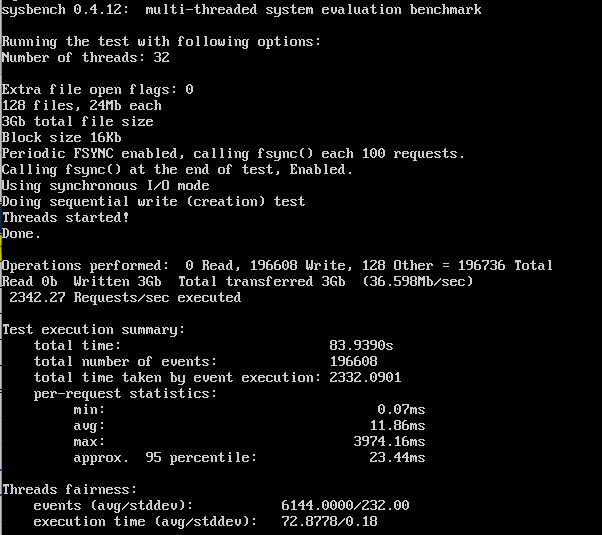 sysbench 0.4.12:  multi-threaded system evaluation benchmark
Running the test with following options:
Number of threads: 32
Extra file open flags: 0
128 files, 24Mb each
3Gb total file size
Block size 16Kb
Periodic FSYNC enabled, calling fsync() each 100 requests.
Calling fsync() at the end of test, Enabled.
Using synchronous I/O mode
Doing sequential write (creation) test
Threads started!
Done.
Operations performed:  0 Read, 196608 Write, 128 Other = 196736 Total
Read 0b  Written 3Gb  Total transferred 3Gb  (36.598Mb/sec)
 2342.27 Requests/sec executed
Test execution summary:
    total time:                          83.9390s
    total number of events:              196608
    total time taken by event execution: 2332.0901
    per-request statistics:
         min:                                  0.07ms
         avg:                                 11.86ms
         max:                               3974.16ms
         approx.  95 percentile:              23.44ms
Threads fairness:
    events (avg/stddev):           6144.0000/232.00
    execution time (avg/stddev):   72.8778/0.18